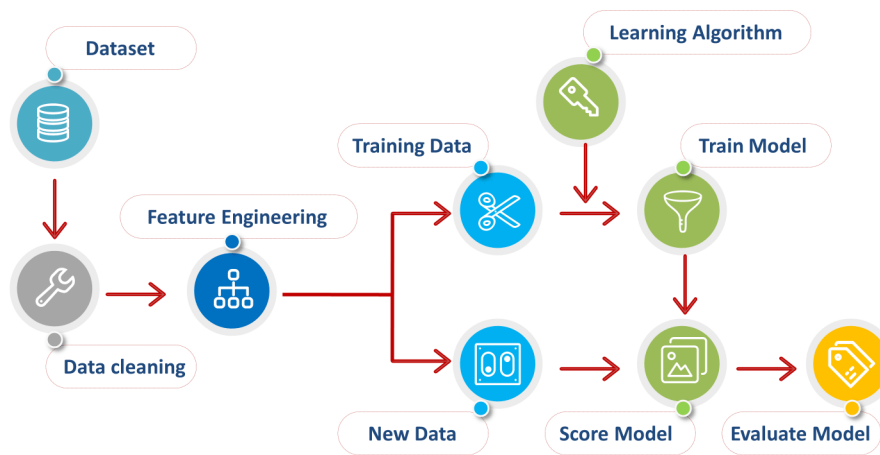 Dataset
Learning Algorithm
Training Data
Train Model
Feature Engineering
Data cleaning
New Data
Score Model
Evaluate Model